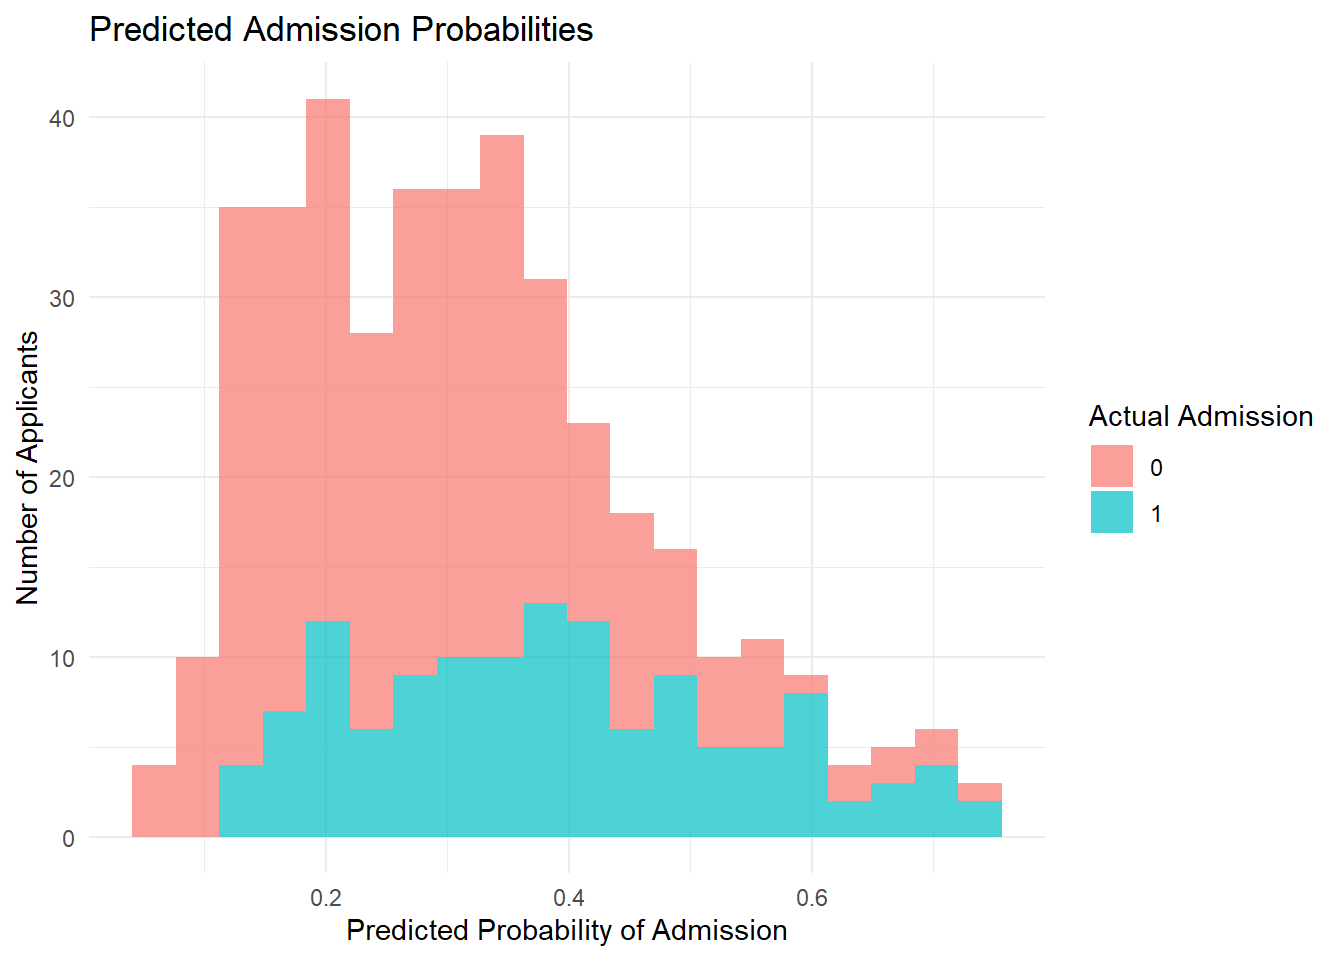 Predicted Admission Probabilities
Number of Applicants
40
30
20
10
0
0.2
0.4
0.6
Predicted Probability of Admission
Actual Admission
0
1